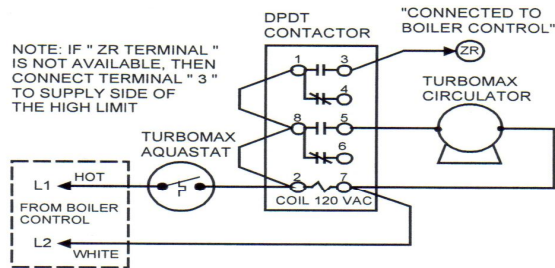 DPDT
CONTACTOR
"CONNECTED TO
BOILER CONTROL"
NOTE: IF " ZR TERMINAL "
IS NOT AVAILABLE, THEN
CONNECT TERMINAL " 3 "
TO SUPPLY SIDE OF
THE HIGH LIMIT
1
3
ZR
4
TURBOMAX
CIRCULATOR
TURBOMAX
AQUASTAT
8
5
6
2
7
COIL 120 VAC
L1
HOT
FROM BOILER
CONTROL
L2
WHITE